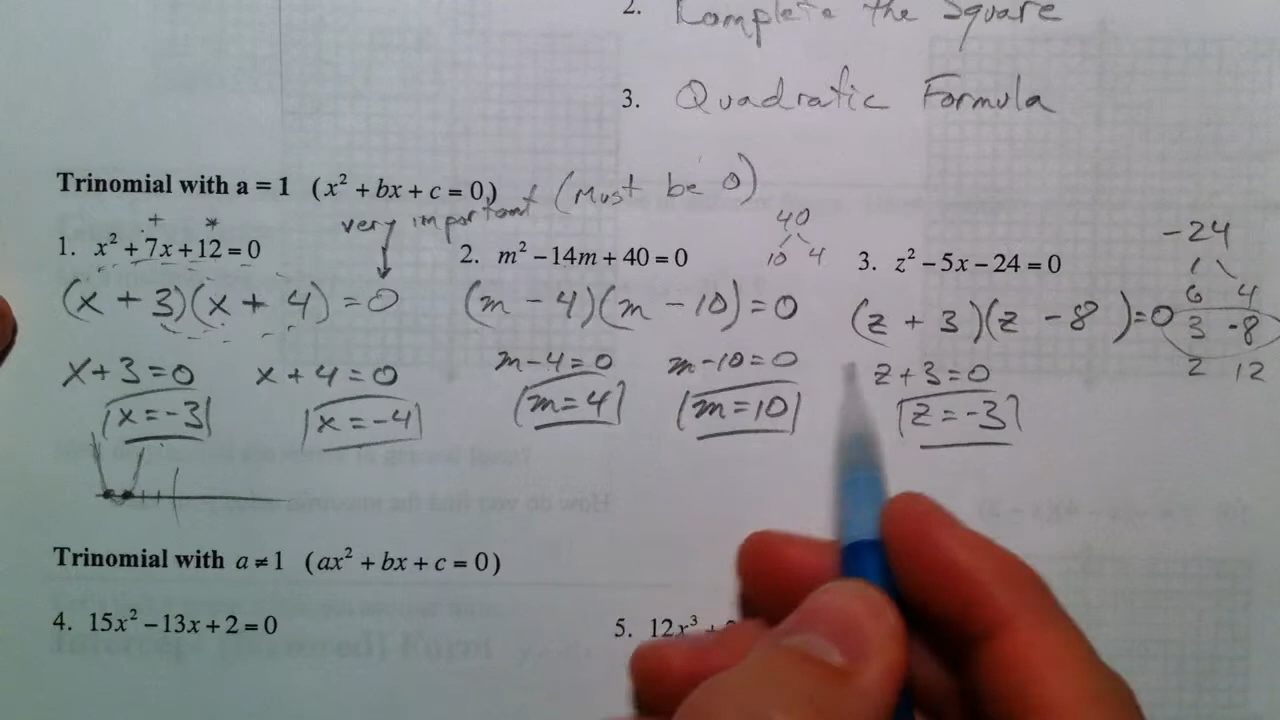 2. Complete the Square
3. Quadratic Formula
Trinomial with a = 1 (x² + bx + c = 0)
very important (Must be 0)
+ *
1. x² + 7x + 12 = 0
(x + 3)(x + 4) = 0
x + 3 = 0 x + 4 = 0
x = -3 x = -4
40
10 4
2. m² − 14m + 40 = 0
(m - 4)(m - 10) = 0
m - 4 = 0 m - 10 = 0
m = 4 m = 10
-24
6 4
3 -8
2 12
3. z² − 5x − 24 = 0
(z + 3)(z - 8) = 0
z + 3 = 0
z = -3
Trinomial with a ≠ 1 (ax² + bx + c = 0)
4. 15x² − 13x + 2 = 0
5. 12x³ +